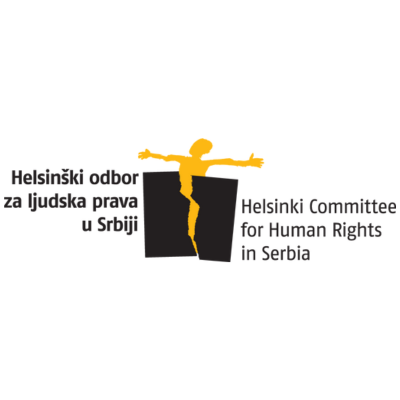 Helsinški odbor
za ljudska prava
u Srbiji
Helsinki Committee
for Human Rights
in Serbia